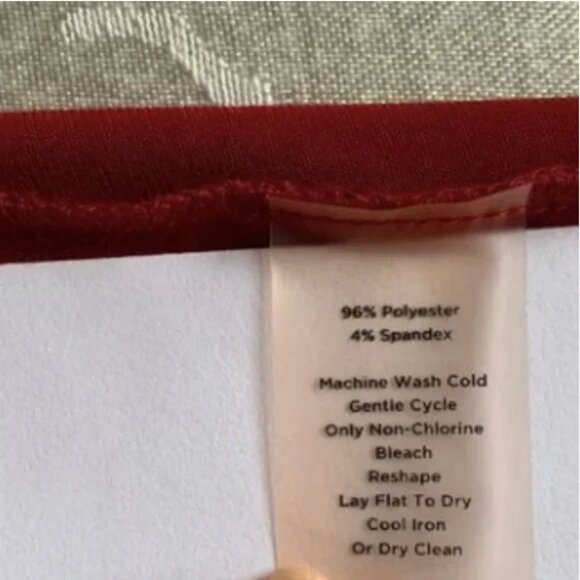 96% Polyester
4% Spandex
Machine Wash Cold
Gentle Cycle
Only Non-Chlorine
Bleach
Reshape
Lay Flat To Dry
Cool Iron
Or Dry Clean